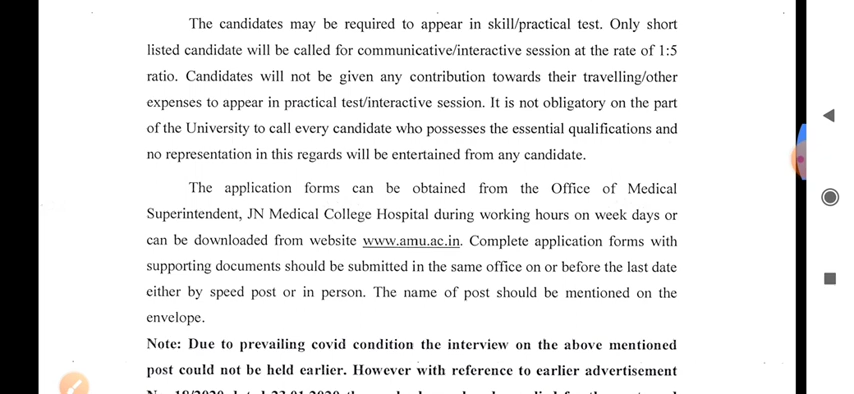 The candidates may be required to appear in skill/practical test. Only short
listed candidate will be called for communicative/interactive session at the rate of 1:5
ratio. Candidates will not be given any contribution towards their travelling/other
expenses to appear in practical test/interactive session. It is not obligatory on the part
of the University to call every candidate who possesses the essential qualifications and
no representation in this regards will be entertained from any candidate.
The application forms can be obtained from the Office of Medical
Superintendent, JN Medical College Hospital during working hours on week days or
can be downloaded from website www.amu.ac.in. Complete application forms with
supporting documents should be submitted in the same office on or before the last date
either by speed post or in person. The name of post should be mentioned on the
envelope.
Note: Due to prevailing covid condition the interview on the above mentioned
post could not be held earlier. However with reference to earlier advertisement